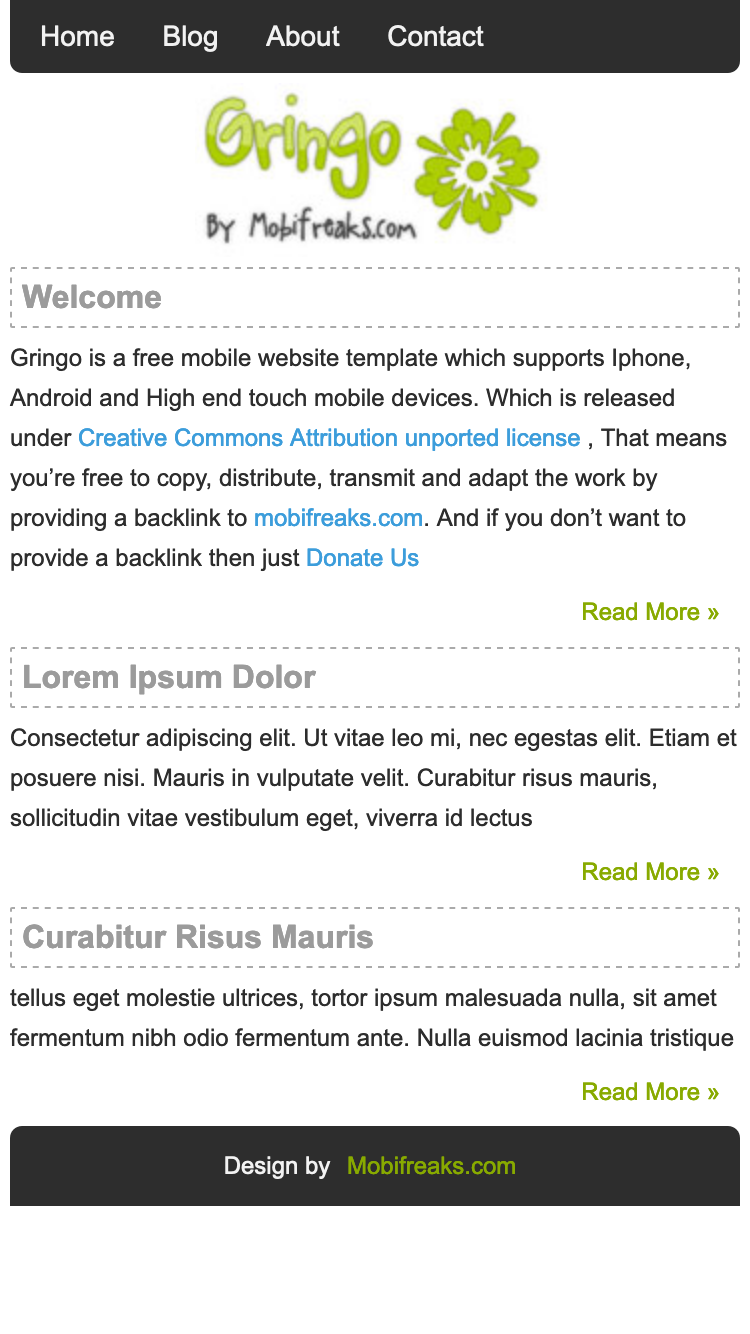 Home Blog About Contact
Gringo
By Mobifreaks.com
Welcome
Gringo is a free mobile website template which supports Iphone,
Android and High end touch mobile devices. Which is released
under Creative Commons Attribution unported license , That means
you’re free to copy, distribute, transmit and adapt the work by
providing a backlink to mobifreaks.com. And if you don’t want to
provide a backlink then just Donate Us
Read More »
Lorem Ipsum Dolor
Consectetur adipiscing elit. Ut vitae leo mi, nec egestas elit. Etiam et
posuere nisi. Mauris in vulputate velit. Curabitur risus mauris,
sollicitudin vitae vestibulum eget, viverra id lectus
Read More »
Curabitur Risus Mauris
tellus eget molestie ultrices, tortor ipsum malesuada nulla, sit amet
fermentum nibh odio fermentum ante. Nulla euismod lacinia tristique
Read More »
Design by Mobifreaks.com